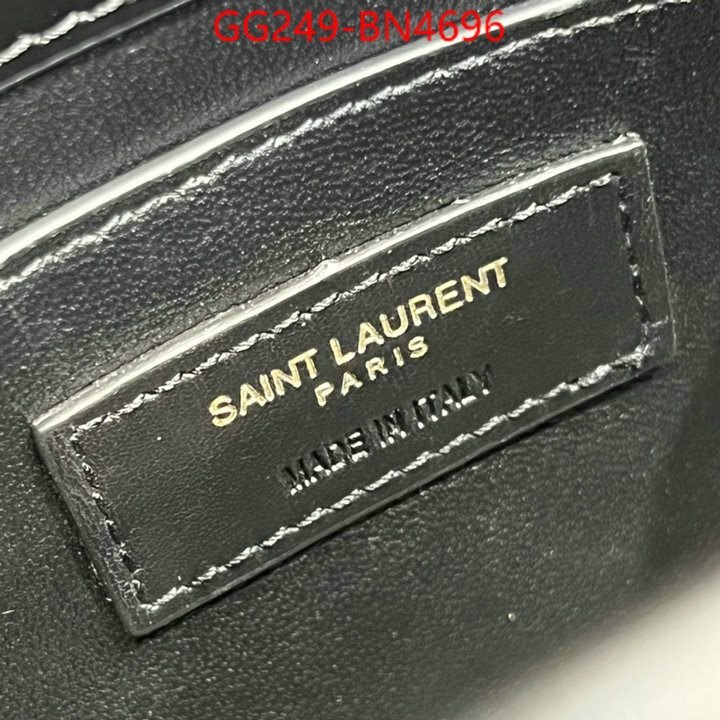 GG249-BN4696
SAINT LAURENT
PARIS
MADE IN ITALY